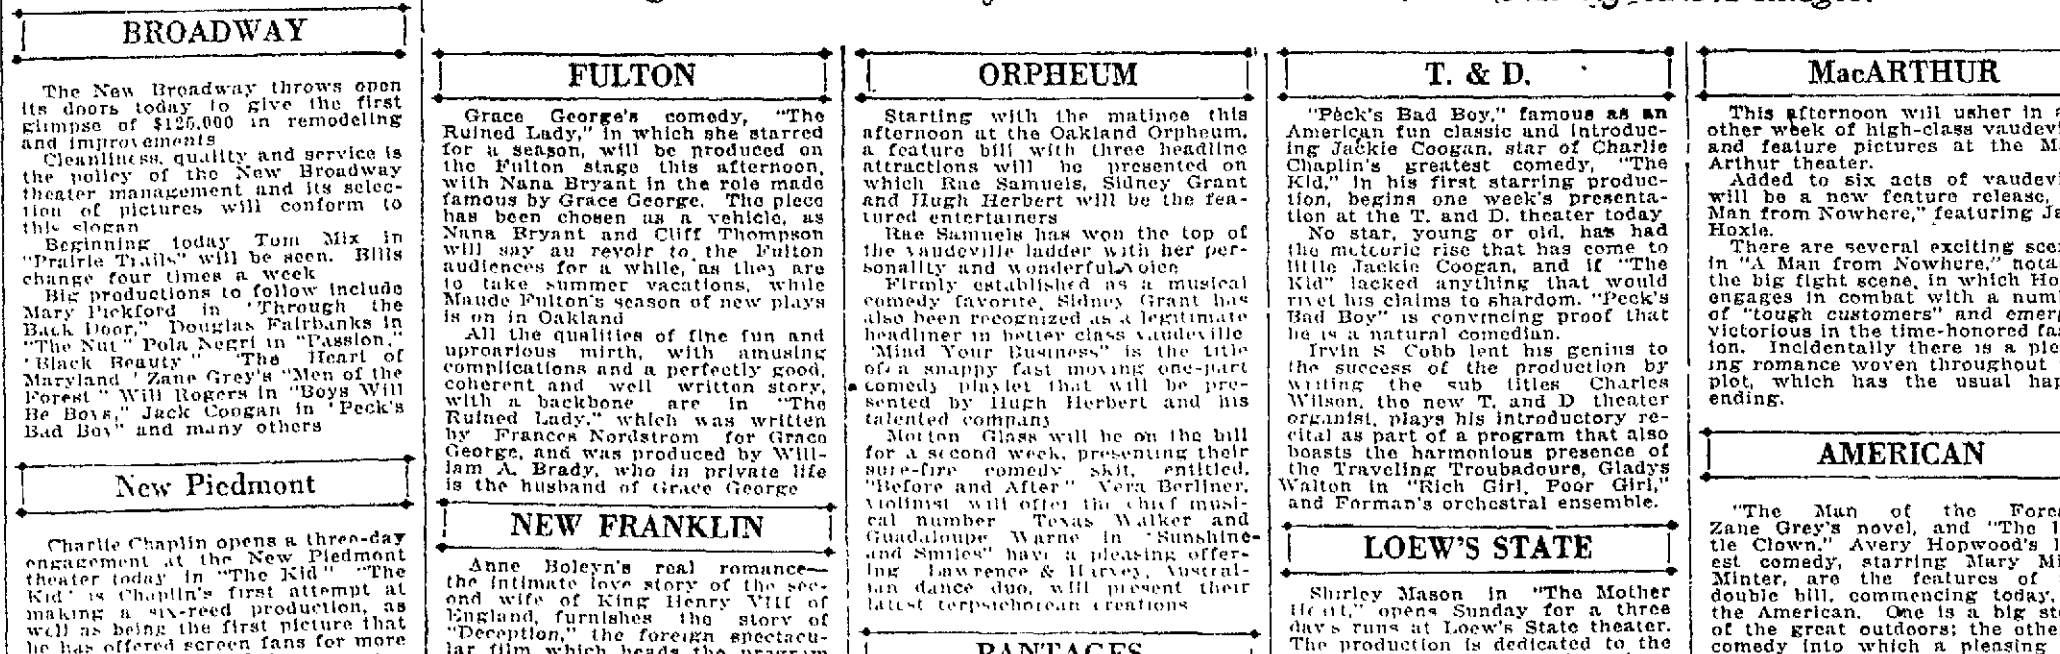 BROADWAY
The New Broadway throws open
its doors today to give the first
glimpse of $125,000 in remodeling
and improvements
Cleanliness, quality and service is
the policy of the New Broadway
theater management and its selec-
tion of pictures will conform to
this slogan
Beginning today Tom Mix in
"Prairie Trails" will be seen. Bills
change four times a week
Big productions to follow include
Mary Pickford in 'Through the
Back Door," Douglas Fairbanks in
"The Nut" Pola Negri in "Passion,"
'Black Beauty" 'The Heart of
Maryland ' Zane Grey's "Men of the
Forest" Will Rogers in "Boys Will
Be Boys," Jack Coogan in 'Peck's
Bad Boy" and many others
New Piedmont
Charlie Chaplin opens a three-day
engagement at the New Piedmont
theater today in "The Kid" "The
Kid' is Chaplin's first attempt at
making a six-reed production, as
well as being the first picture that
he has offered screen fans for more
FULTON
Grace George's comedy, "The
Ruined Lady," in which she starred
for a season, will be produced on
the Fulton stage this afternoon,
with Nana Bryant in the role made
famous by Grace George. The piece
has been chosen as a vehicle, as
Nana Bryant and Cliff Thompson
will say au revoir to the Fulton
audiences for a while, as they are
to take summer vacations, while
Maude Fulton's season of new plays
is on in Oakland
All the qualities of fine fun and
uproarious mirth, with amusing
complications and a perfectly good,
coherent and well written story,
with a backbone are in "The
Ruined Lady," which was written
by Frances Nordstrom for Grace
George, and was produced by Will-
iam A. Brady, who in private life
is the husband of Grace George
NEW FRANKLIN
Anne Boleyn's real romance—
the intimate love story of the sec-
ond wife of King Henry VIII of
England, furnishes the story of
"Deception," the foreign spectacu-
lar film which heads the program
ORPHEUM
Starting with the matinee this
afternoon at the Oakland Orpheum,
a feature bill with three headline
attractions will be presented on
which Rae Samuels, Sidney Grant
and Hugh Herbert will be the fea-
tured entertainers
Rae Samuels has won the top of
the vaudeville ladder with her per-
sonality and wonderful voice
Firmly established as a musical
comedy favorite, Sidney Grant has
also been recognized as a legitimate
headliner in better class vaudeville
'Mind Your Business" is the title
of a snappy fast moving one-part
comedy playlet that will be pre-
sented by Hugh Herbert and his
talented company
Morton Glass will be on the bill
for a second week, presenting their
sure-fire comedy skit, entitled,
"Before and After" Vera Berliner,
violinist will offer the chief musi-
cal number Texas Walker and
Guadaloupe Warne in 'Sunshine
and Smiles" have a pleasing offer-
ing Lawrence & Harvey, Austral-
ian dance duo, will present their
latest terpsichorean creations
PANTAGES
T. & D.
"Peck's Bad Boy," famous as an
American fun classic and introduc-
ing Jackie Coogan, star of Charlie
Chaplin's greatest comedy, "The
Kid," in his first starring produc-
tion, begins one week's presenta-
tion at the T. and D. theater today
No star, young or old, has had
the meteoric rise that has come to
little Jackie Coogan, and if "The
Kid" lacked anything that would
rivet his claims to shardom. "Peck's
Bad Boy" is convincing proof that
he is a natural comedian.
Irvin S Cobb lent his genius to
the success of the production by
writing the sub titles Charles
Wilson, the new T. and D theater
organist, plays his introductory re-
cital as part of a program that also
boasts the harmonious presence of
the Traveling Troubadours, Gladys
Walton in "Rich Girl, Poor Girl,"
and Forman's orchestral ensemble.
LOEW'S STATE
Shirley Mason in "The Mother
Heart," opens Sunday for a three
days runs at Loew's State theater.
The production is dedicated to the
MacARTHUR
This afternoon will usher in a
other week of high-class vaudevi
and feature pictures at the M
Arthur theater.
Added to six acts of vaudevi
will be a new feature release,
Man from Nowhere," featuring Ja
Hoxie.
There are several exciting sce
in "A Man from Nowhere," nota
the big fight scene, in which Ho
engages in combat with a num
of "tough customers" and emer
victorious in the time-honored fa
ion. Incidentally there is a ple
ing romance woven throughout
plot, which has the usual hap
ending.
AMERICAN
"The Man of the Fore
Zane Grey's novel, and "The l
tle Clown," Avery Hopwood's l
est comedy, starring Mary Mi
Minter, are the features of
double bill, commencing today,
the American. One is a big st
of the great outdoors; the othe
comedy into which a pleasing